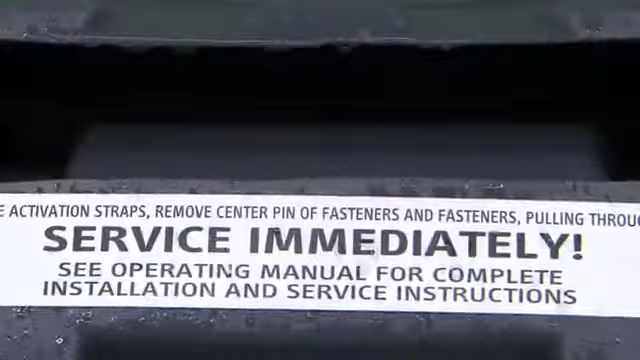 ACTIVATION STRAPS, REMOVE CENTER PIN OF FASTENERS AND FASTENERS, PULLING
SERVICE IMMEDIATELY!
SEE OPERATING MANUAL FOR COMPLETE
INSTALLATION AND SERVICE INSTRUCTIONS